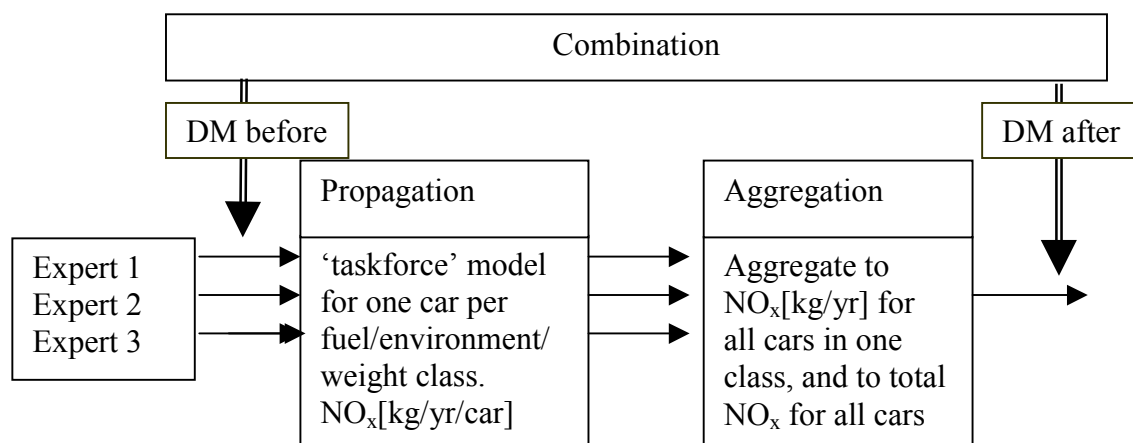 Combination
DM before
DM after
Expert 1
Expert 2
Expert 3
Propagation
‘taskforce’ model
for one car per
fuel/environment/
weight class.
NOx[kg/yr/car]
Aggregation
Aggregate to
NOx[kg/yr] for
all cars in one
class, and to total
NOx for all cars